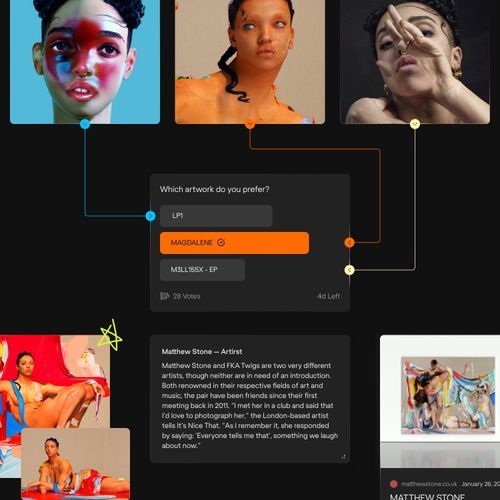 Which artwork do you prefer?
LP1
MAGDALENE
M3LL155X - EP
28 Votes
4d Left
Matthew Stone — Artirst
Matthew Stone and FKA Twigs are two very different
artists, though neither are in need of an introduction.
Both renowned in their respective fields of art and
music, the pair have been friends since their first
meeting back in 2011. "I met her in a club and said that
I'd love to photograph her," the London-based artist
tells It's Nice That. "As I remember it, she responded
by saying: 'Everyone tells me that', something we laugh
about now."
matthewstone.co.uk January 26, 20
MATTHEW STONE